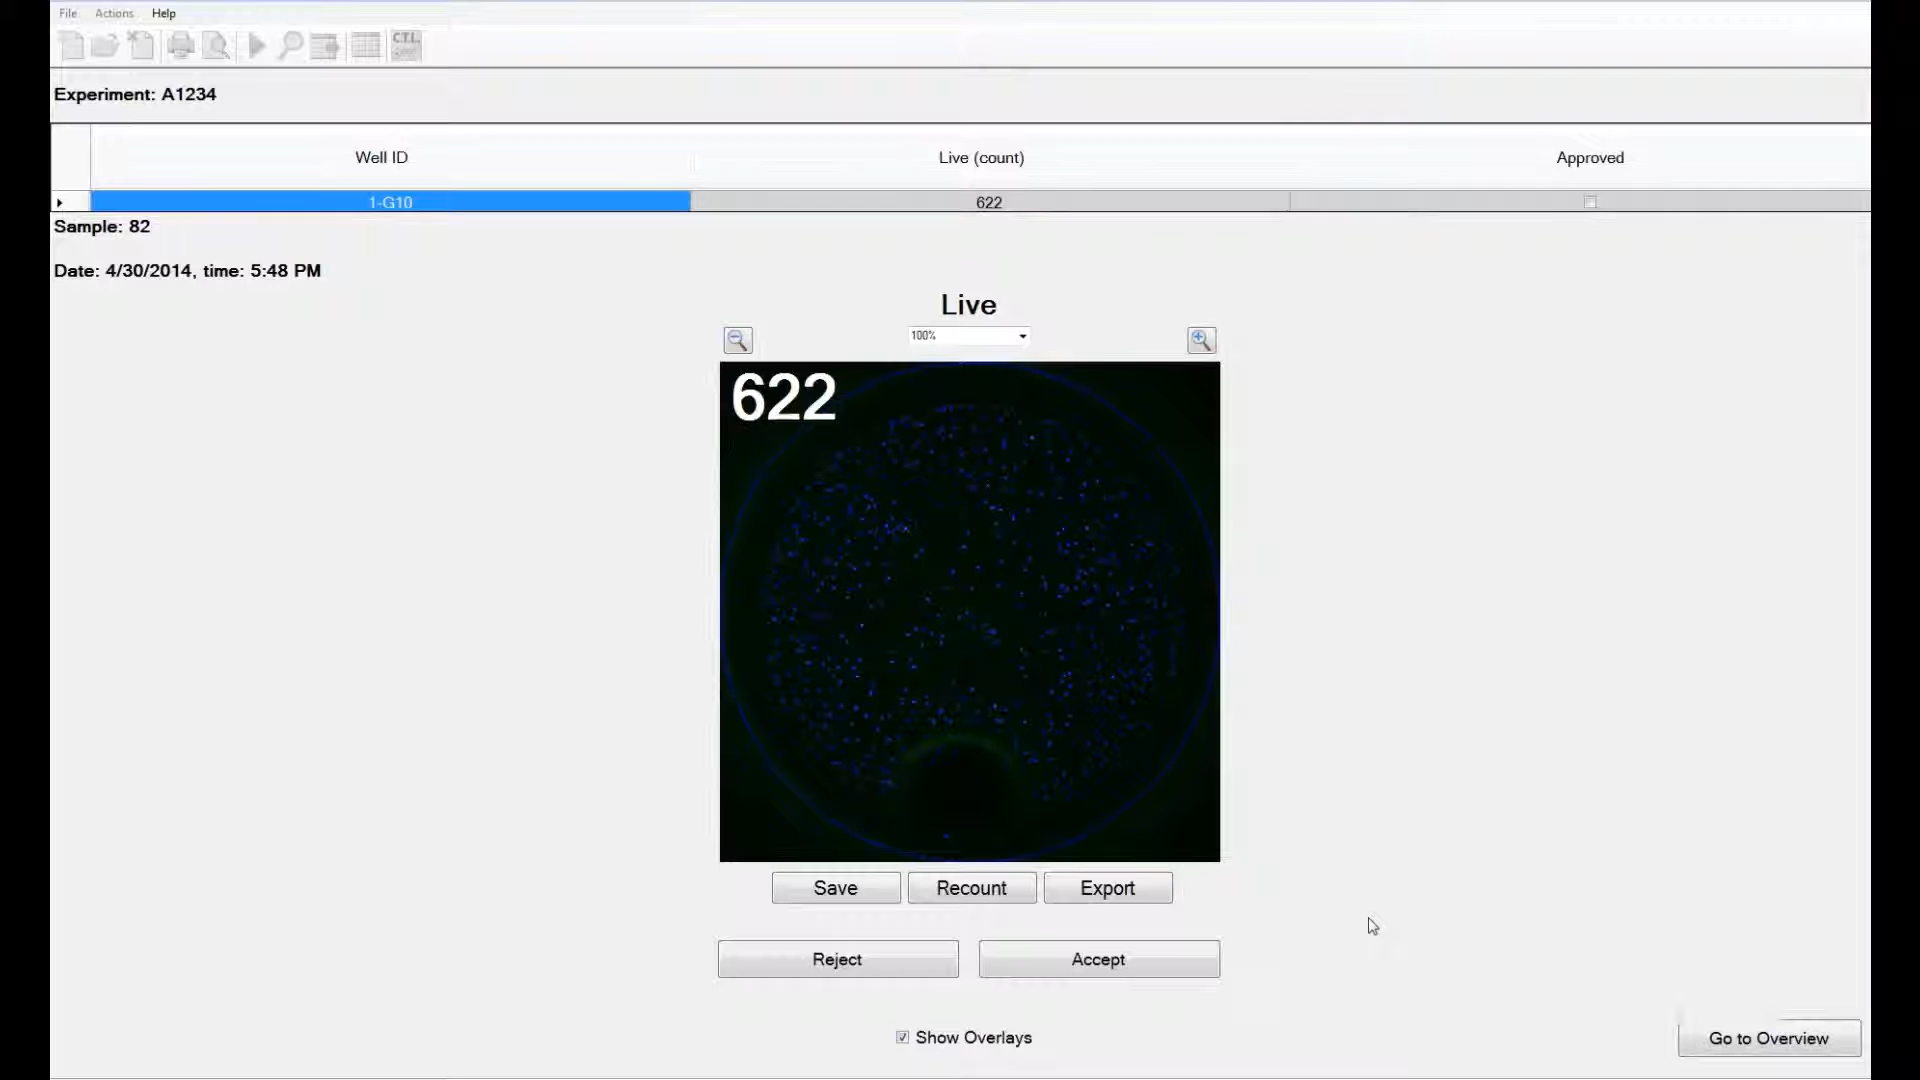 File Actions Help
C.T.L.
Experiment: A1234
Well ID Live (count) Approved
1-G10 622
Sample: 82
Date: 4/30/2014, time: 5:48 PM
Live
100%
622
Save Recount Export
Reject Accept
Show Overlays
Go to Overview